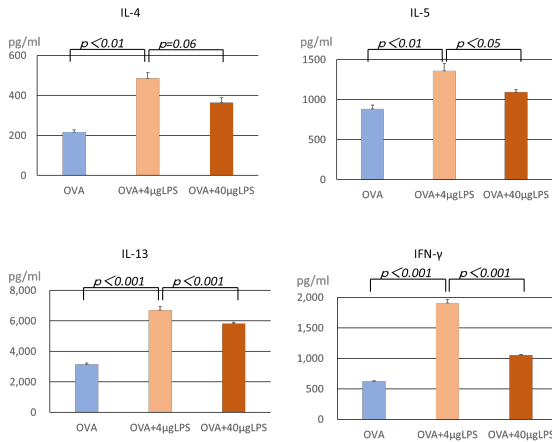 IL-4
pg/ml
p＜0.01
p=0.06
600
400
200
0
OVA
OVA+4μgLPS
OVA+40μgLPS
IL-5
pg/ml
p＜0.01
p＜0.05
1500
1000
500
0
OVA
OVA+4μgLPS
OVA+40μgLPS
IL-13
pg/ml
p<0.001
p<0.001
8,000
6,000
4,000
2,000
0
OVA
OVA+4μgLPS
OVA+40μgLPS
IFN-γ
pg/ml
p<0.001
p<0.001
2,000
1,500
1,000
500
0
OVA
OVA+4μgLPS
OVA+40μgLPS